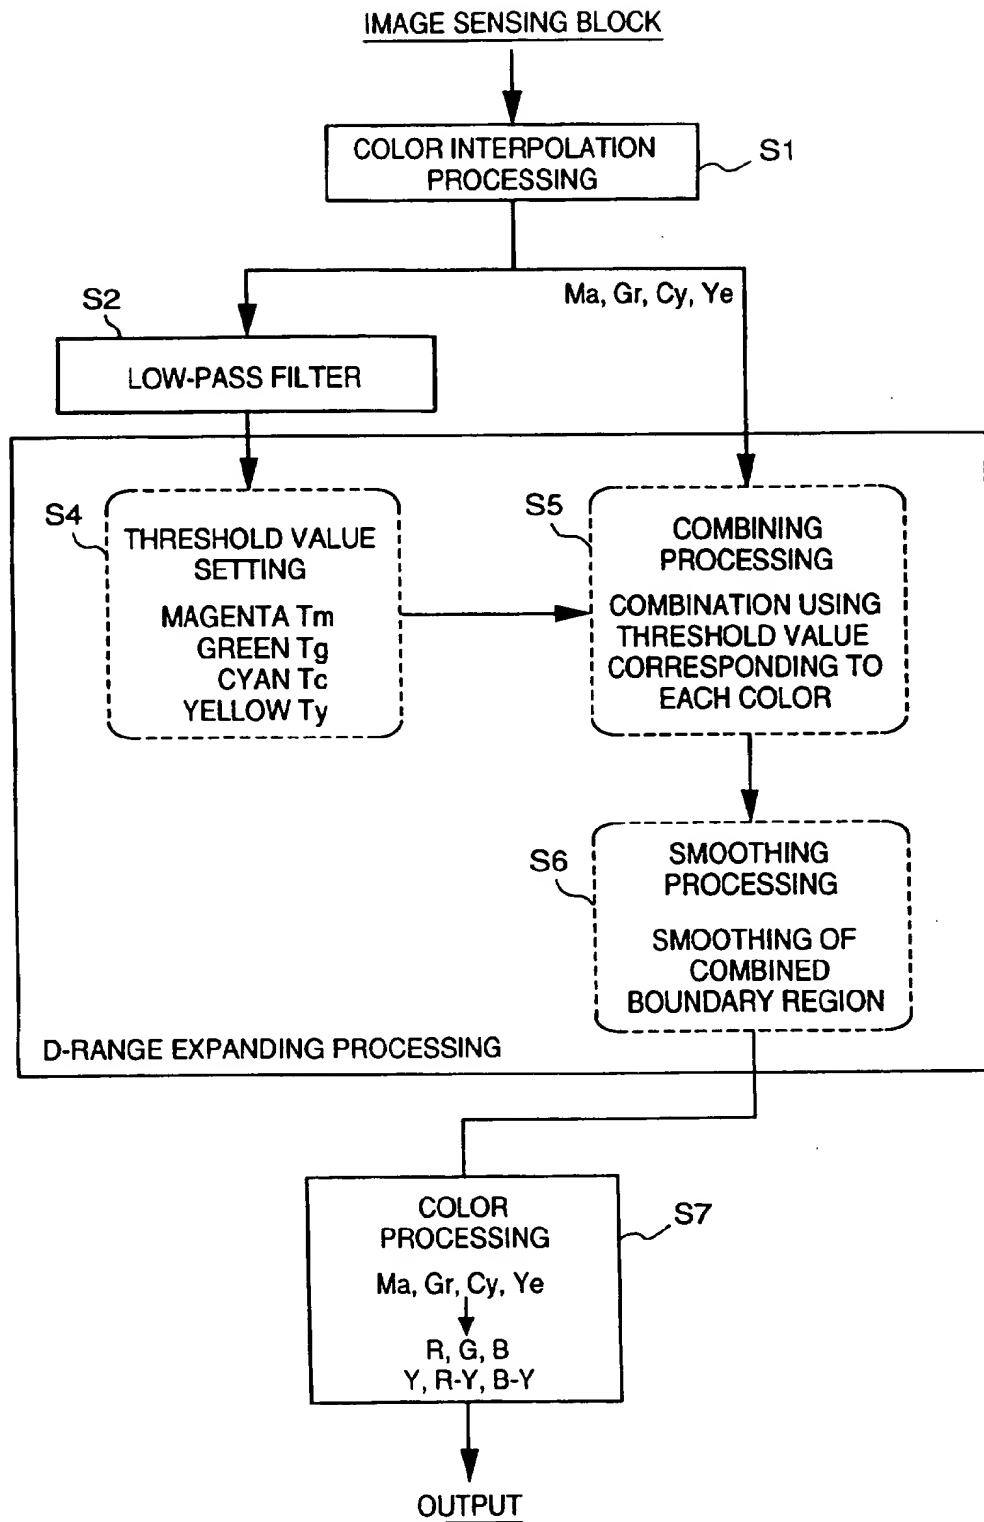 IMAGE SENSING BLOCK
COLOR INTERPOLATION
PROCESSING
S1
Ma, Gr, Cy, Ye
S2
LOW-PASS FILTER
S4
THRESHOLD VALUE
SETTING
MAGENTA Tm
GREEN Tg
CYAN Tc
YELLOW Ty
S5
COMBINING
PROCESSING
COMBINATION USING
THRESHOLD VALUE
CORRESPONDING TO
EACH COLOR
S6
SMOOTHING
PROCESSING
SMOOTHING OF
COMBINED
BOUNDARY REGION
D-RANGE EXPANDING PROCESSING
COLOR
PROCESSING
S7
Ma, Gr, Cy, Ye
R, G, B
Y, R-Y, B-Y
OUTPUT